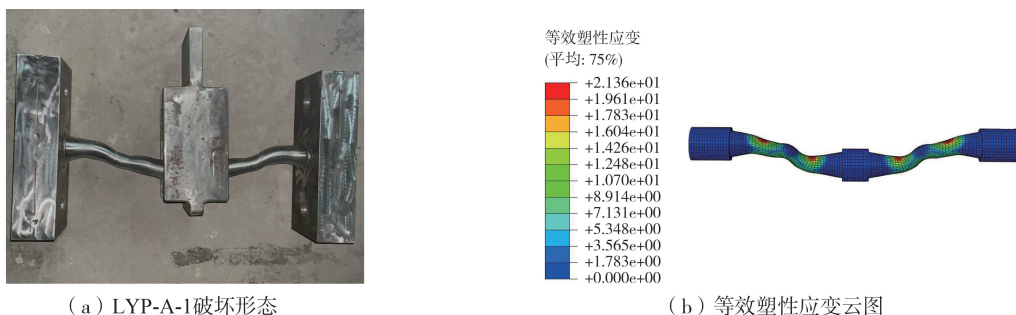 等效塑性应变
(平均: 75%)
+2.136e+01
+1.961e+01
+1.783e+01
+1.604e+01
+1.426e+01
+1.248e+01
+1.070e+01
+8.914e+00
+7.131e+00
+5.348e+00
+3.565e+00
+1.783e+00
+0.000e+00
（a）LYP-A-1破坏形态
（b）等效塑性应变云图